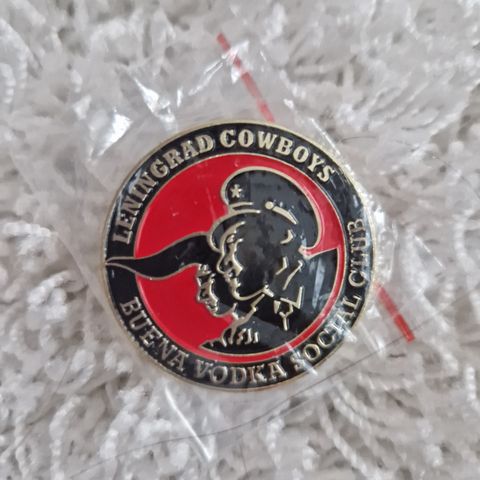 LENINGRAD COWBOYS
BUENA VODKA SOCIAL CLUB